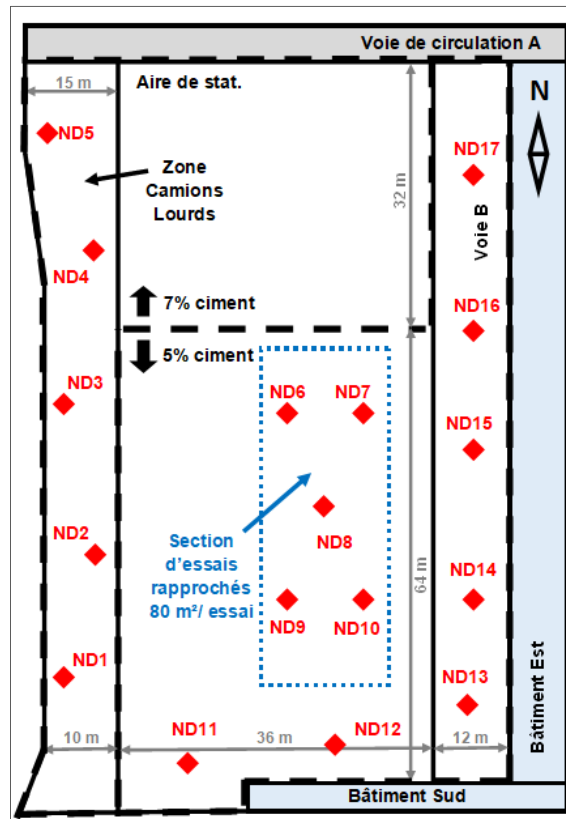 Voie de circulation A
15 m
Aire de stat.
N
ND5
ND17
Zone
Camions
Lourds
32 m
Voie B
ND4
7% ciment
ND16
5% ciment
ND3
ND6
ND7
ND15
ND2
Section
d'essais
rapprochés
80 m²/ essai
ND8
64 m
ND14
ND9
ND10
ND1
ND13
Bâtiment Est
10 m
ND11
36 m
ND12
12 m
Bâtiment Sud